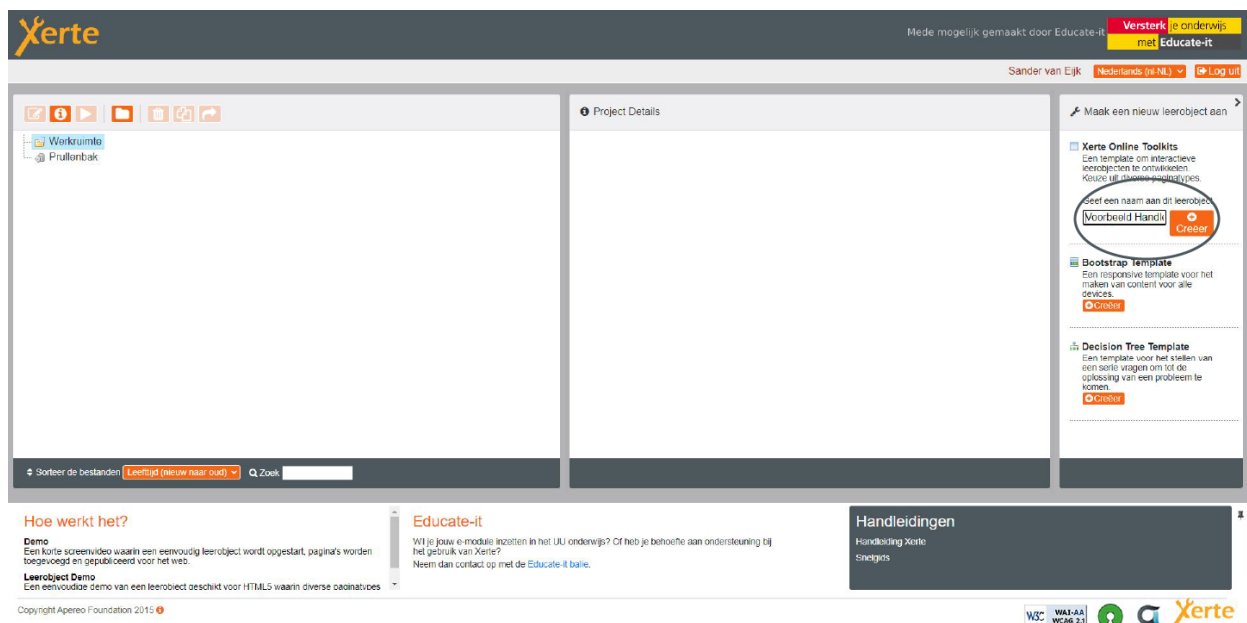 Xerte
Mede mogelijk gemaakt door Educate-it
Versterk je onderwijs
met Educate-it
Sander van Eijk
Nederlands (nl-NL)
Log uit
Werkruimte
Prullenbak
Project Details
Maak een nieuw leerobject aan
Xerte Online Toolkits
Een template om interactieve
leerobjecten te ontwikkelen.
Keuze uit diverse paginatypes.
Geef een naam aan dit leerobject
Voorbeeld Handl
Creëer
Bootstrap Template
Een responsive template voor het
maken van content voor alle
devices.
Creëer
Decision Tree Template
Een template voor het stellen van
een serie vragen om tot de
oplossing van een probleem te
komen.
Creëer
Sorteer de bestanden Leeftijd (nieuw naar oud) Zoek
Hoe werkt het?
Demo
Een korte screenvideo waarin een eenvoudig leerobject wordt opgestart, pagina's worden
toegevoegd en gepubliceerd voor het web.
Leerobject Demo
Een eenvoudige demo van een leerobject geschikt voor HTML5 waarin diverse paginatypes
Educate-it
Wil je jouw e-module inzetten in het UU onderwijs? Of heb je behoefte aan ondersteuning bij
het gebruik van Xerte?
Neem dan contact op met de Educate-it balie.
Handleidingen
Handleiding Xerte
Snelgids
Copyright Apereo Foundation 2015
W3C WAI-AA
WCAG 2.1
Xerte